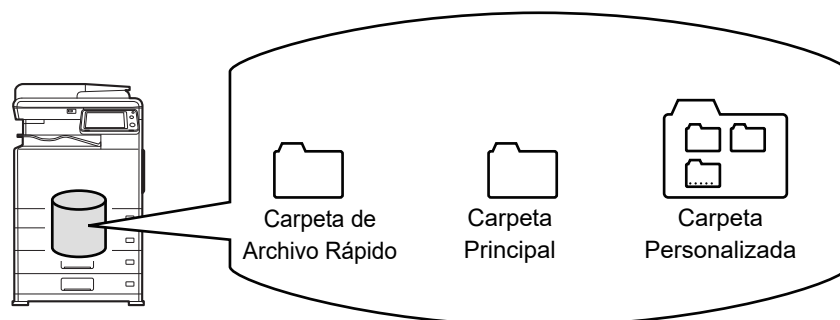 Carpeta de
Archivo Rápido
Carpeta
Principal
Carpeta
Personalizada